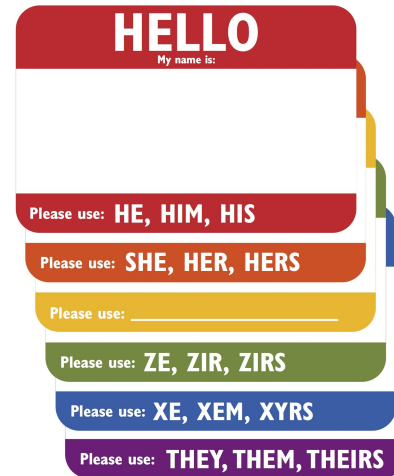 HELLO
My name is:
Please use: HE, HIM, HIS
Please use: SHE, HER, HERS
Please use: ____________________
Please use: ZE, ZIR, ZIRS
Please use: XE, XEM, XYRS
Please use: THEY, THEM, THEIRS